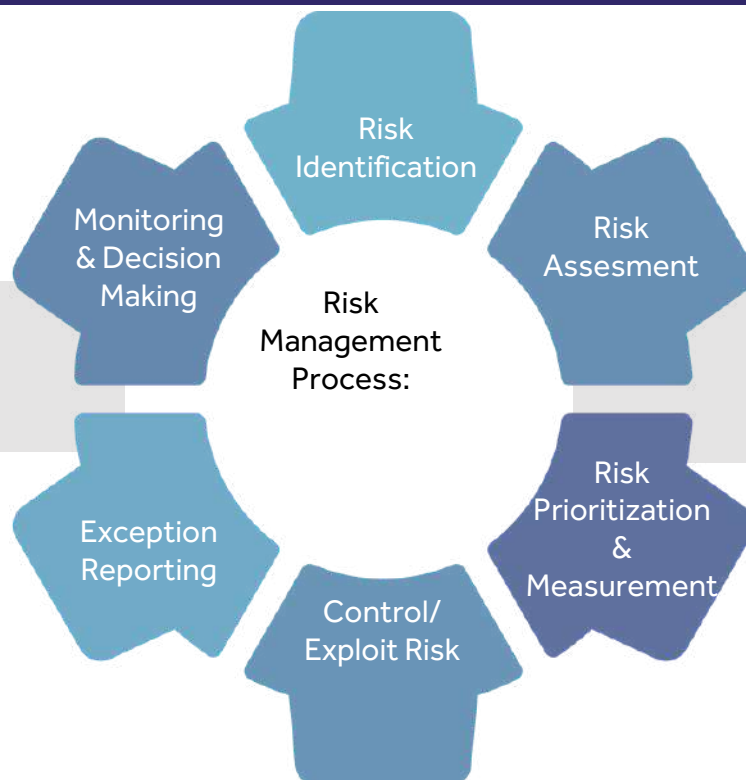 Risk
Identification
Risk
Assesment
Risk
Prioritization
&
Measurement
Control/
Exploit Risk
Exception
Reporting
Monitoring
& Decision
Making
Risk
Management
Process: